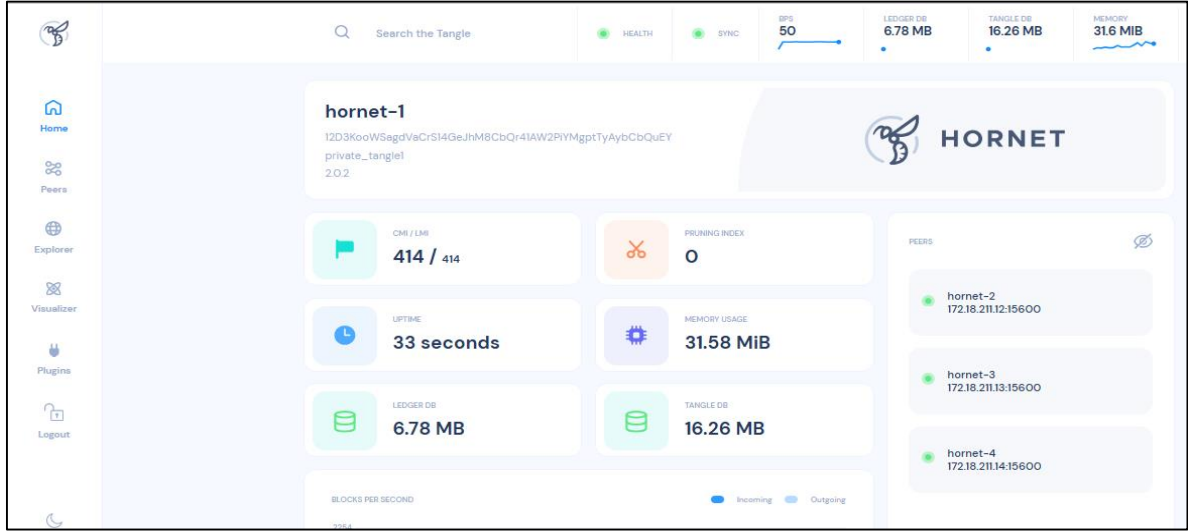 Search the Tangle
HEALTH
SYNC
BPS
50
LEDGER DB
6.78 MB
TANGLE DB
16.26 MB
MEMORY
31.6 MIB
Home
Peers
Explorer
Visualizer
Plugins
Logout
hornet-1
12D3KooWSagdVaCrS14GeJhM8CbQr41AW2PiYMgptTyAybCbQuEY
private_tangle1
2.0.2
HORNET
CMI / LMI
414 / 414
PRUNING INDEX
0
UPTIME
33 seconds
MEMORY USAGE
31.58 MiB
LEDGER DB
6.78 MB
TANGLE DB
16.26 MB
PEERS
hornet-2
172.18.211.12:15600
hornet-3
172.18.211.13:15600
hornet-4
172.18.211.14:15600
BLOCKS PER SECOND
Incoming
Outgoing